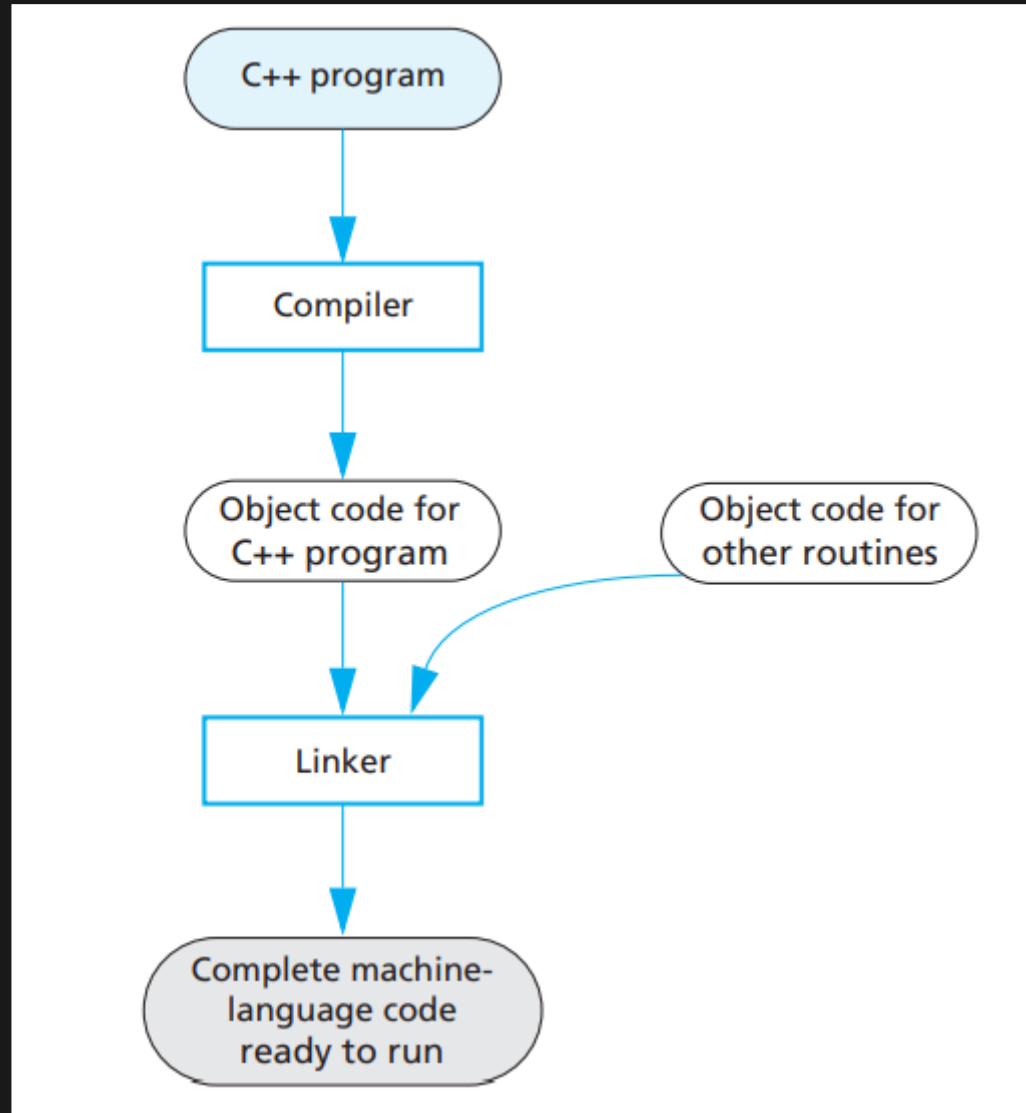 C++ program
Compiler
Object code for
C++ program
Object code for
other routines
Linker
Complete machine-
language code
ready to run